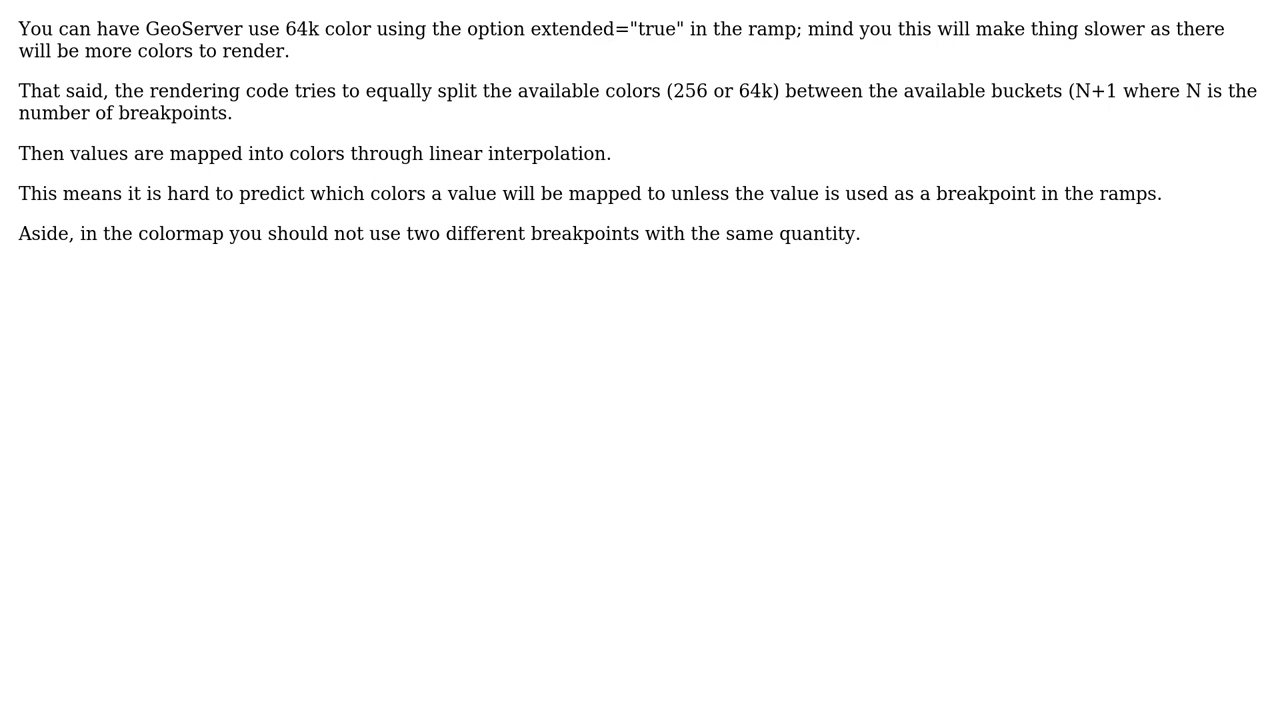 You can have GeoServer use 64k color using the option extended="true" in the ramp; mind you this will make thing slower as there
will be more colors to render.
That said, the rendering code tries to equally split the available colors (256 or 64k) between the available buckets (N+1 where N is the
number of breakpoints.
Then values are mapped into colors through linear interpolation.
This means it is hard to predict which colors a value will be mapped to unless the value is used as a breakpoint in the ramps.
Aside, in the colormap you should not use two different breakpoints with the same quantity.